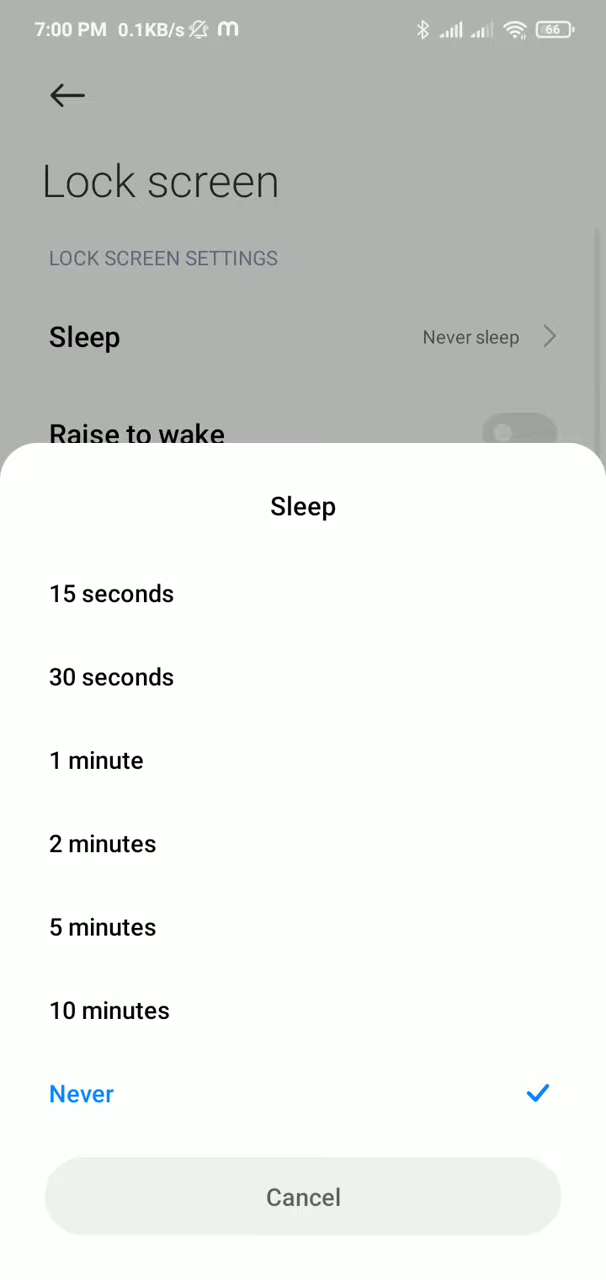 7:00 PM 0.1KB/s m 66
Lock screen
LOCK SCREEN SETTINGS
Sleep Never sleep
Raise to wake
Sleep
15 seconds
30 seconds
1 minute
2 minutes
5 minutes
10 minutes
Never
Cancel